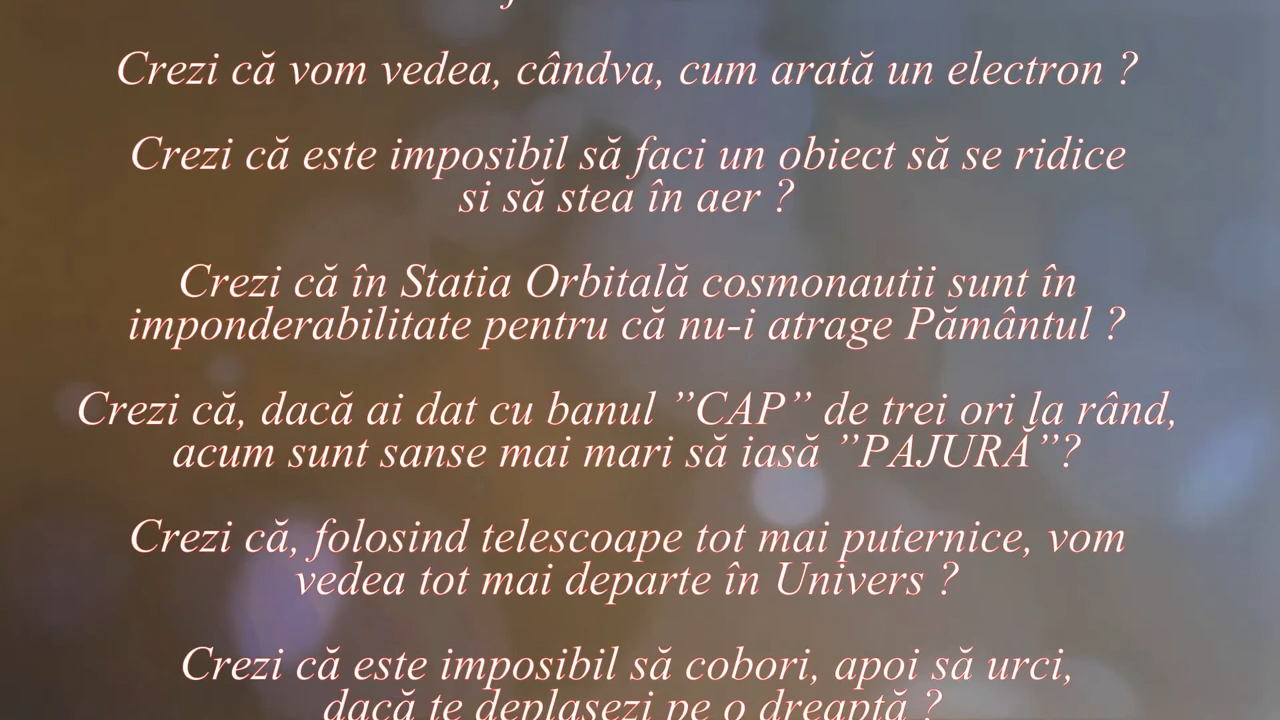 Crezi că vom vedea, cândva, cum arată un electron ?
Crezi că este imposibil să faci un obiect să se ridice
si să stea în aer ?
Crezi că în Statia Orbitală cosmonautii sunt în
imponderabilitate pentru că nu-i atrage Pământul ?
Crezi că, dacă ai dat cu banul ”CAP” de trei ori la rând,
acum sunt sanse mai mari să iasă ”PAJURĂ”?
Crezi că, folosind telescoape tot mai puternice, vom
vedea tot mai departe în Univers ?
Crezi că este imposibil să cobori, apoi să urci,
dacă te deplasezi pe o dreaptă ?